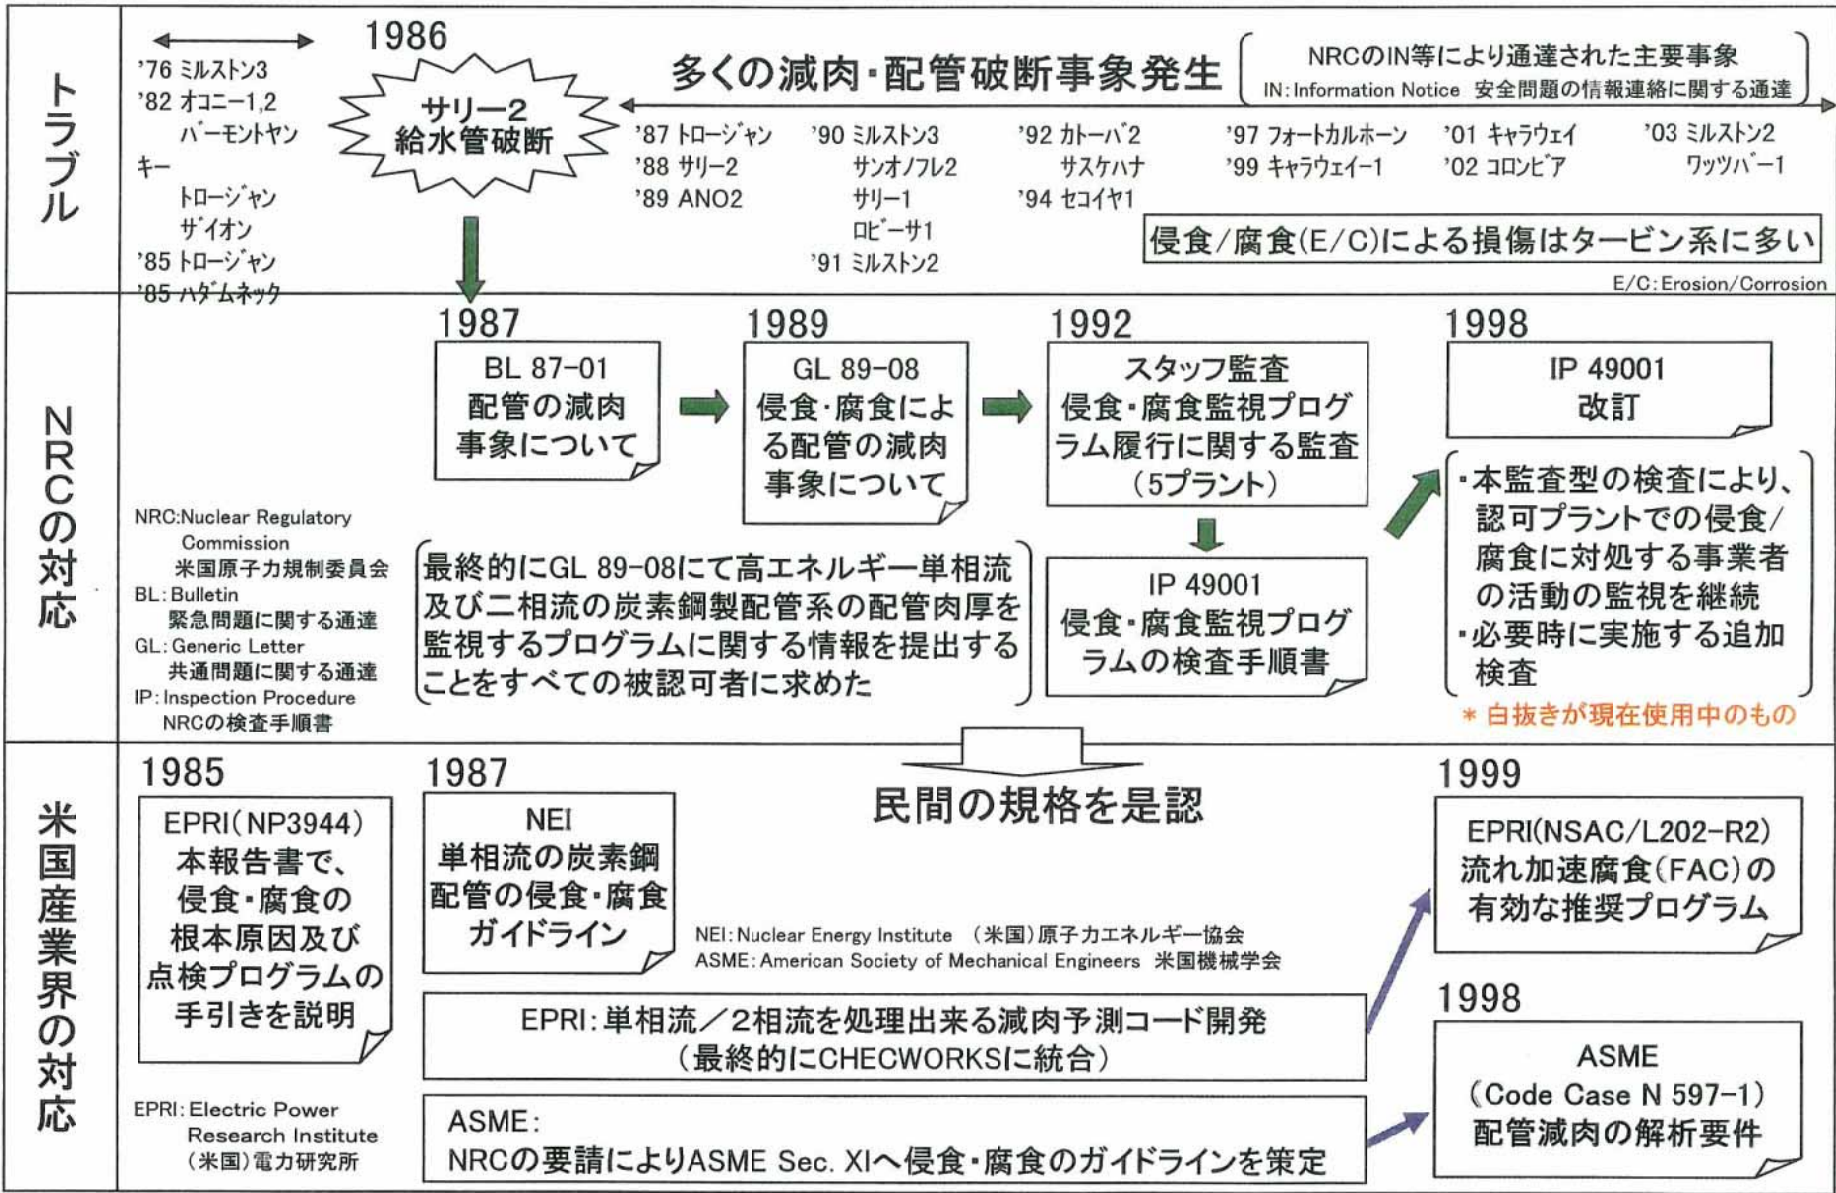 トラブル
'76 ミルストン3
'82 オコニー1,2
バーモントヤン
キー
トロージャン
ザイオン
'85 トロージャン
'85 ハダムネック
1986
サリー2
給水管破断
多くの減肉・配管破断事象発生
NRCのIN等により通達された主要事象
IN:Information Notice 安全問題の情報連絡に関する通達
'87 トロージャン
'88 サリー2
'89 ANO2
'90 ミルストン3
サンオノフレ2
サリー1
ロビーサ1
'91 ミルストン2
'92 カトーバ2
サスケハナ
'94 セコイヤ1
'97 フォートカルホーン
'99 キャラウェイー1
'01 キャラウェイ
'02 コロンビア
'03 ミルストン2
ワッツバー1
侵食/腐食(E/C)による損傷はタービン系に多い
E/C:Erosion/Corrosion
NRCの対応
1987
BL 87-01
配管の減肉
事象について
1989
GL 89-08
侵食・腐食によ
る配管の減肉
事象について
1992
スタッフ監査
侵食・腐食監視プログ
ラム履行に関する監査
(5プラント)
IP 49001
侵食・腐食監視プログ
ラムの検査手順書
1998
IP 49001
改訂
・本監査型の検査により、
認可プラントでの侵食/
腐食に対処する事業者
の活動の監視を継続
・必要時に実施する追加
検査
* 白抜きが現在使用中のもの
NRC:Nuclear Regulatory
Commission
米国原子力規制委員会
BL:Bulletin
緊急問題に関する通達
GL:Generic Letter
共通問題に関する通達
IP:Inspection Procedure
NRCの検査手順書
最終的にGL 89-08にて高エネルギー単相流
及び二相流の炭素鋼製配管系の配管肉厚を
監視するプログラムに関する情報を提出する
ことをすべての被認可者に求めた
米国産業界の対応
1985
EPRI(NP3944)
本報告書で、
侵食・腐食の
根本原因及び
点検プログラムの
手引きを説明
EPRI:Electric Power
Research Institute
(米国)電力研究所
1987
NEI
単相流の炭素鋼
配管の侵食・腐食
ガイドライン
民間の規格を是認
NEI:Nuclear Energy Institute (米国)原子力エネルギー協会
ASME:American Society of Mechanical Engineers 米国機械学会
EPRI:単相流/2相流を処理出来る減肉予測コード開発
(最終的にCHECWORKSに統合)
ASME:
NRCの要請によりASME Sec. XIへ侵食・腐食のガイドラインを策定
1999
EPRI(NSAC/L202-R2)
流れ加速腐食(FAC)の
有効な推奨プログラム
1998
ASME
(Code Case N 597-1)
配管減肉の解析要件